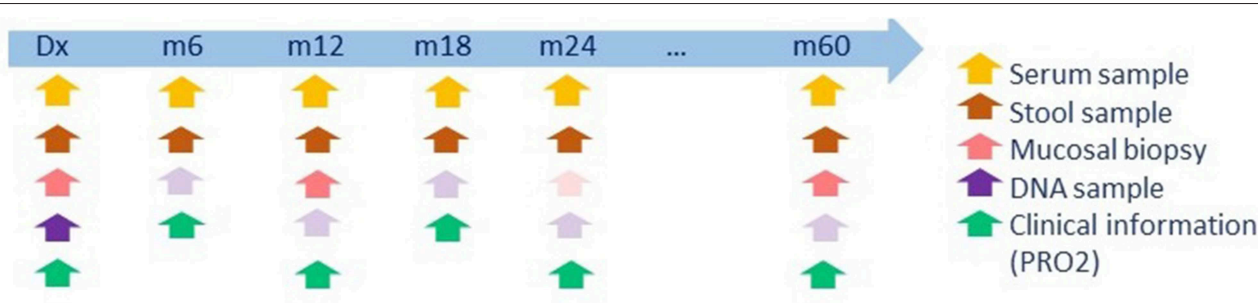 Dx m6 m12 m18 m24 ... m60
Serum sample
Stool sample
Mucosal biopsy
DNA sample
Clinical information
(PRO2)